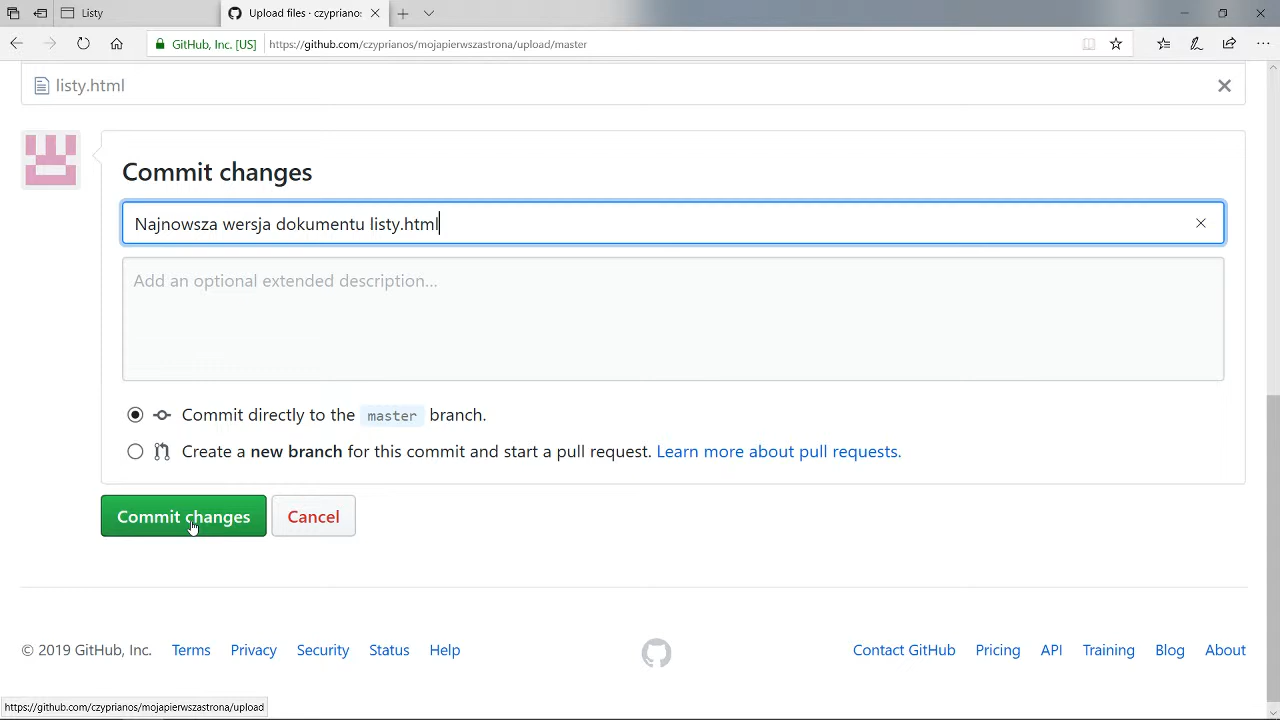 Listy
Upload files · czyprianos
GitHub, Inc. [US]
https://github.com/czyprianos/mojapierwszastrona/upload/master
listy.html
Commit changes
Najnowsza wersja dokumentu listy.html
Add an optional extended description...
Commit directly to the master branch.
Create a new branch for this commit and start a pull request. Learn more about pull requests.
Commit changes
Cancel
© 2019 GitHub, Inc. Terms Privacy Security Status Help
Contact GitHub Pricing API Training Blog About
https://github.com/czyprianos/mojapierwszastrona/upload